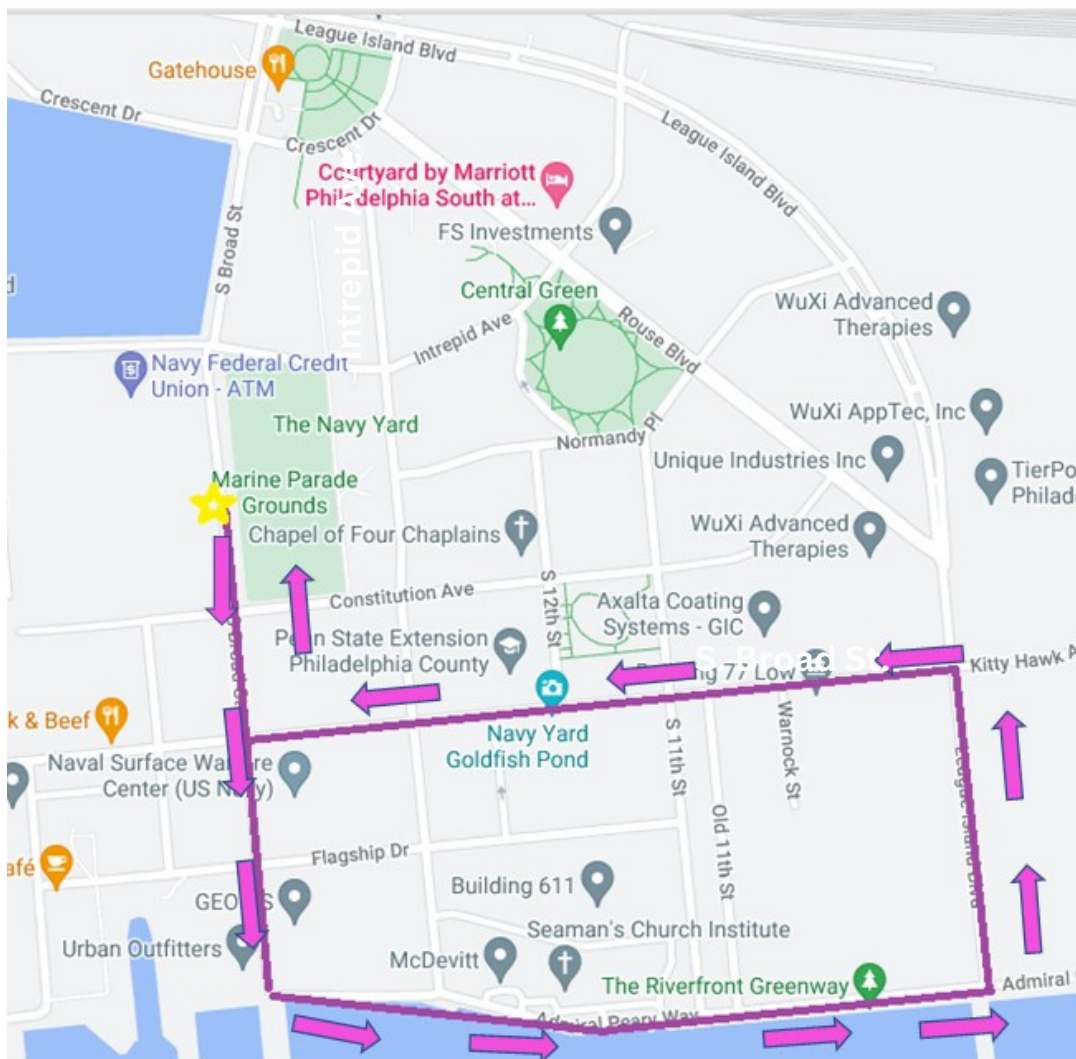 League Island Blvd
Gatehouse
Crescent Dr
Crescent Dr
League Island Blvd
Courtyard by Marriott
Philadelphia South at...
Intrepid Ave
FS Investments
S Broad St
Central Green
Intrepid Ave
Rouse Blvd
WuXi Advanced
Therapies
Navy Federal Credit
Union - ATM
WuXi AppTec, Inc
The Navy Yard
Normandy Pl
Unique Industries Inc
TierPo
Philad
Marine Parade
Grounds
Chapel of Four Chaplains
WuXi Advanced
Therapies
S 12th St
Constitution Ave
Axalta Coating
Systems - GIC
Penn State Extension
Philadelphia County
S. Broad St.
77 Low
Kitty Hawk A
k & Beef
Navy Yard
Goldfish Pond
S 11th St
Warnock St
Naval Surface Warfare
Center (US Navy)
League Island Blvd
Old 11th St
Flagship Dr
afé
Building 611
Urban Outfitters
Seaman's Church Institute
McDevitt
The Riverfront Greenway
Admiral
Admiral Peary Way